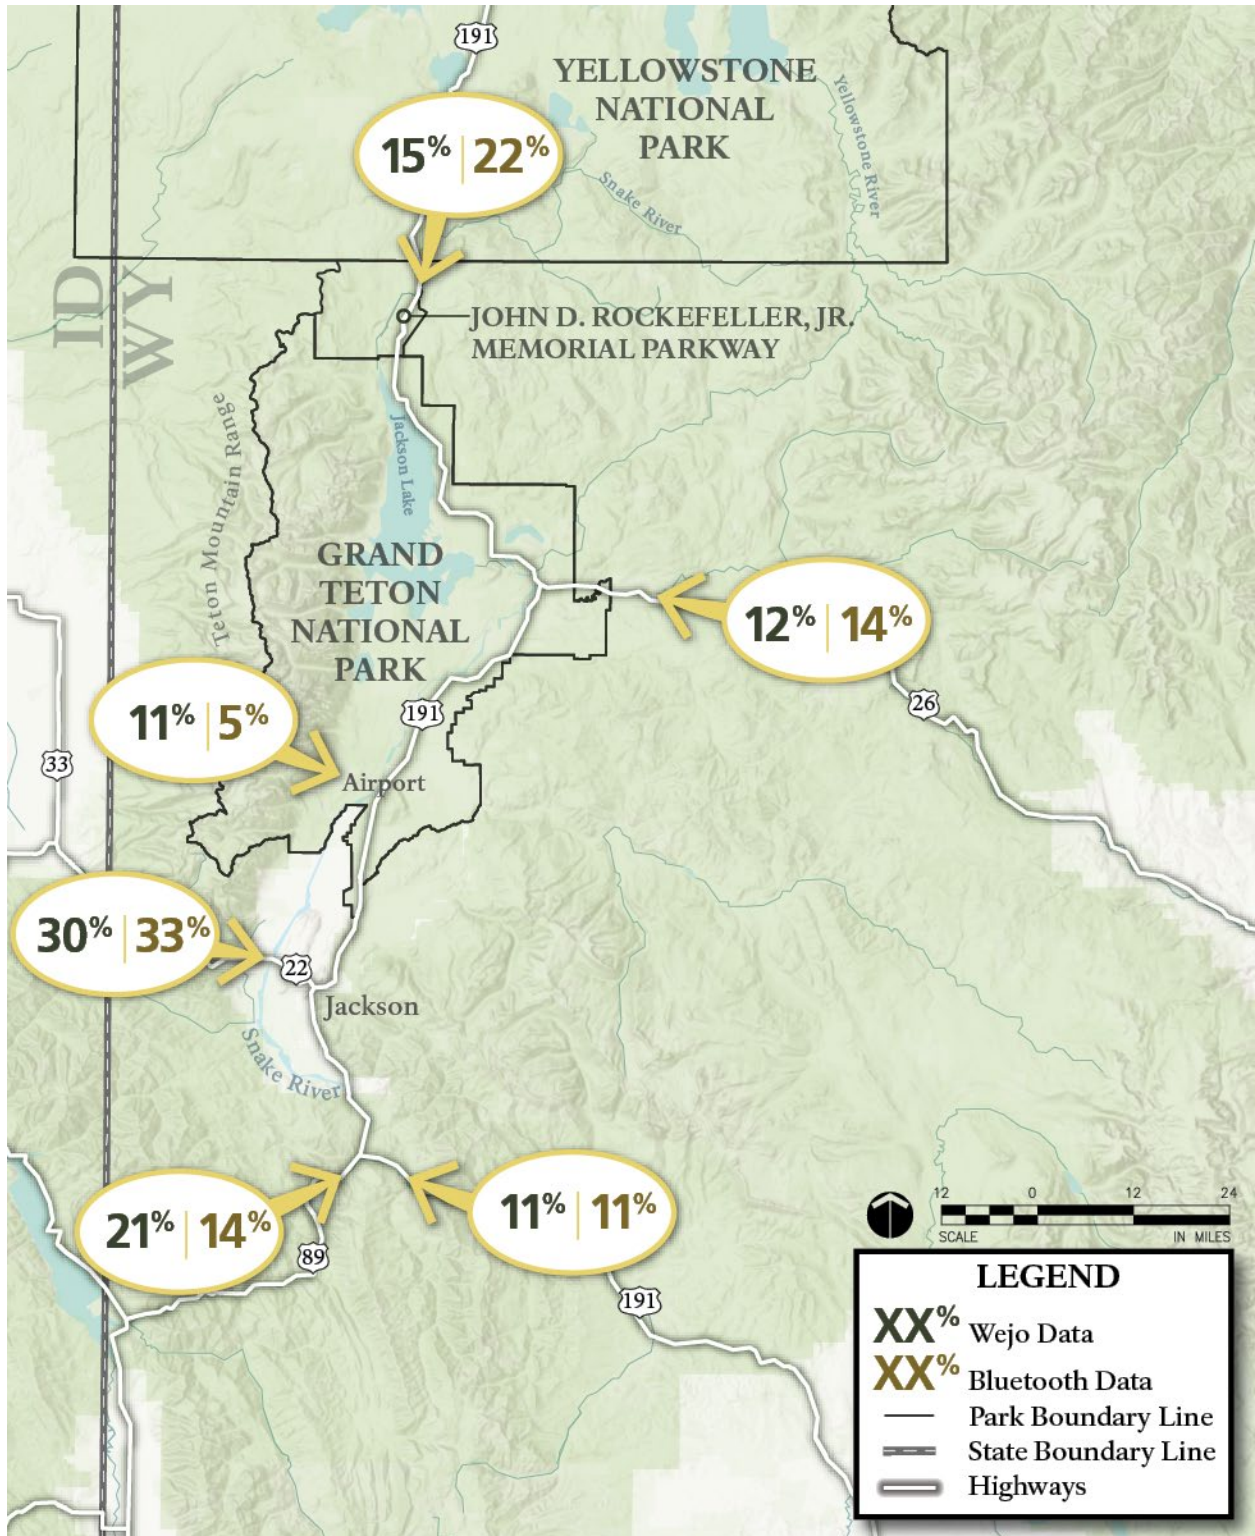 191
YELLOWSTONE
NATIONAL
PARK
Yellowstone River
15% | 22%
Snake River
ID
WY
JOHN D. ROCKEFELLER, JR.
MEMORIAL PARKWAY
Teton Mountain Range
Jackson Lake
GRAND
TETON
NATIONAL
PARK
12% | 14%
26
11% | 5%
191
33
Airport
30% | 33%
22
Jackson
Snake River
21% | 14%
11% | 11%
89
191
12 0 12 24
SCALE IN MILES
LEGEND
XX% Wejo Data
XX% Bluetooth Data
Park Boundary Line
State Boundary Line
Highways